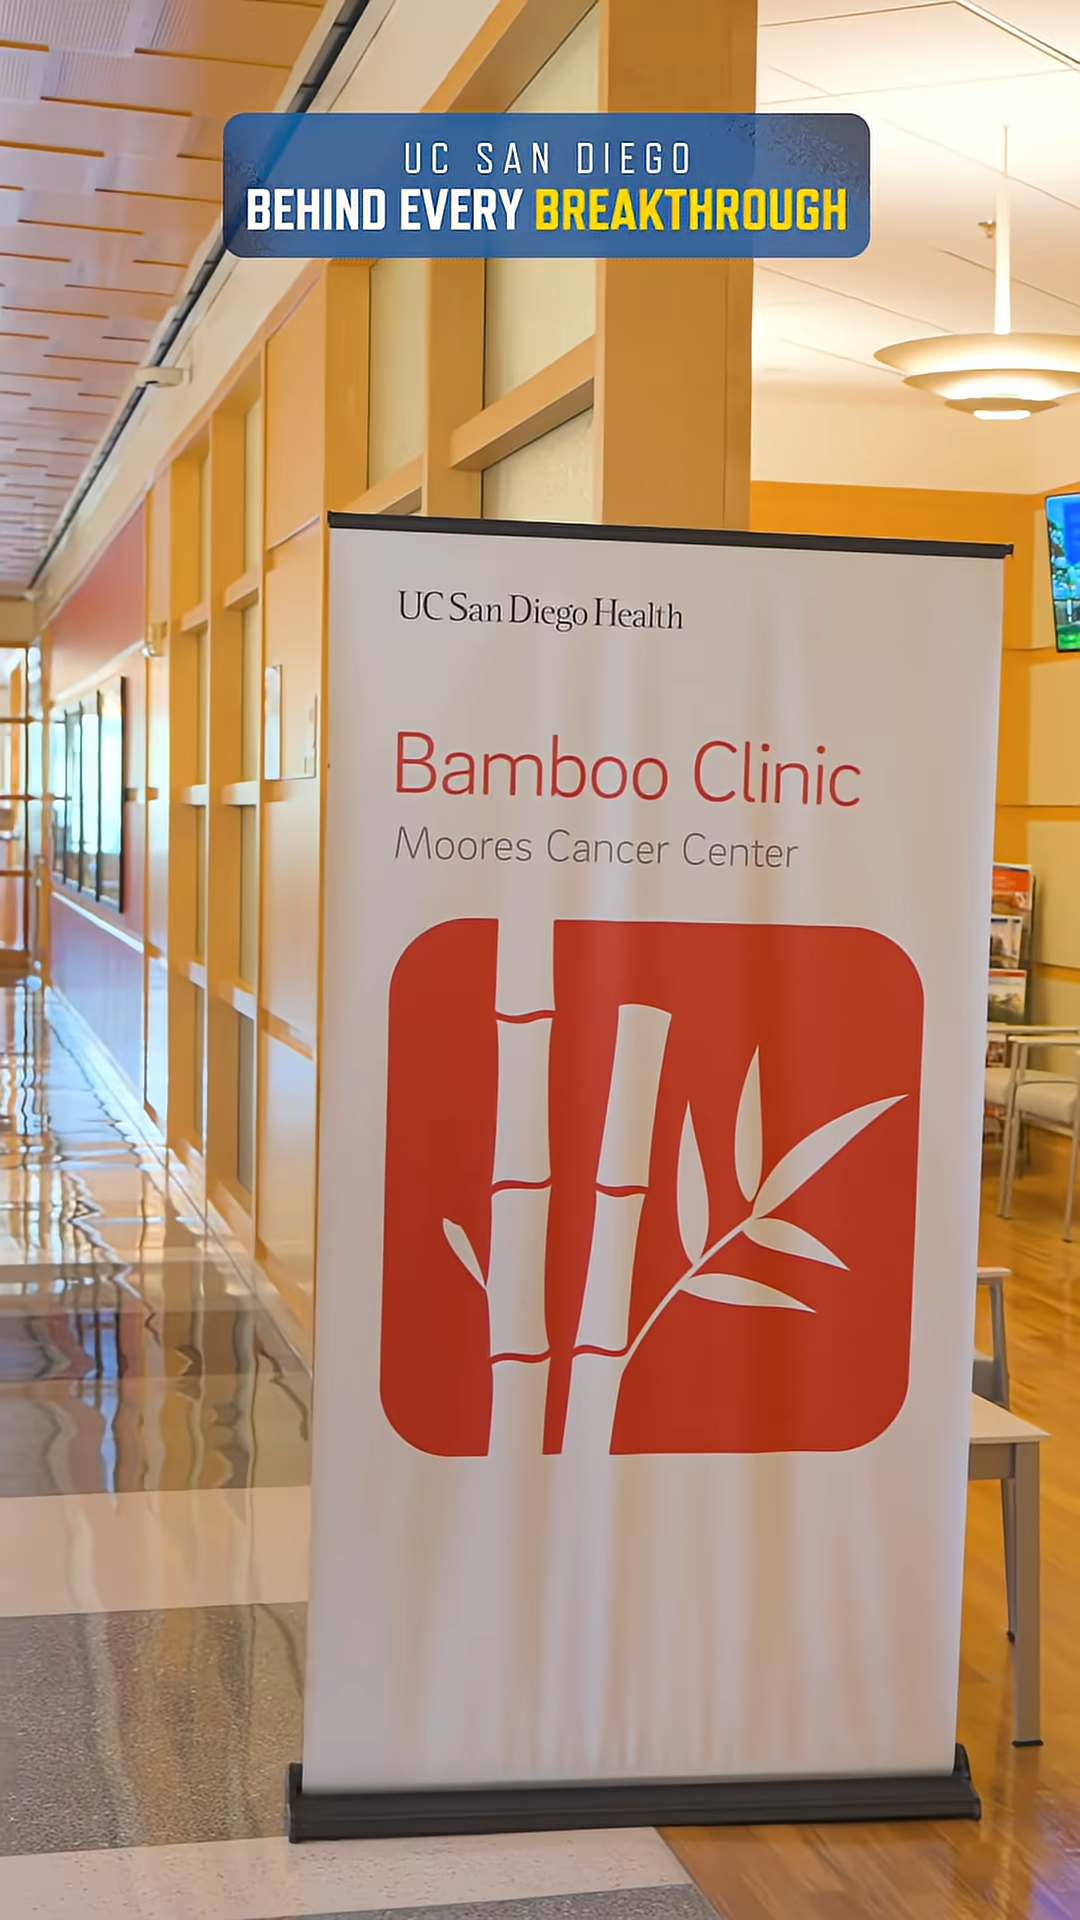 UC SAN DIEGO
BEHIND EVERY BREAKTHROUGH
UC San Diego Health
Bamboo Clinic
Moores Cancer Center